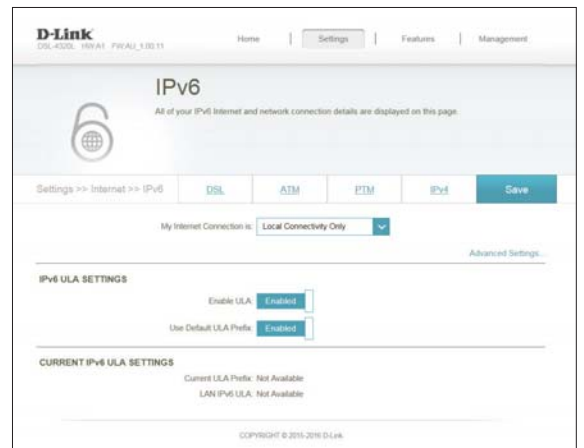 D-Link
DSL-4320L HW:A1 FW:AU_1.00.11
Home | Settings | Features | Management
IPv6
All of your IPv6 Internet and network connection details are displayed on this page.
Settings >> Internet >> IPv6
DSL
ATM
PTM
IPv4
Save
My Internet Connection is: Local Connectivity Only
Advanced Settings...
IPv6 ULA SETTINGS
Enable ULA: Enabled
Use Default ULA Prefix: Enabled
CURRENT IPv6 ULA SETTINGS
Current ULA Prefix: Not Available
LAN IPv6 ULA: Not Available
COPYRIGHT © 2015-2016 D-Link